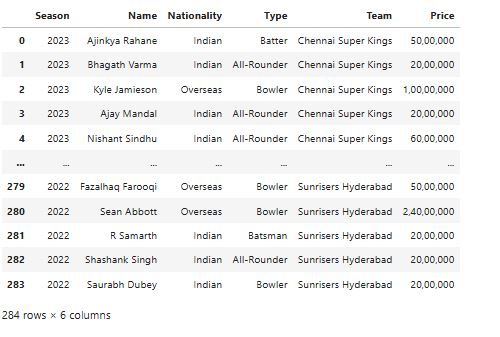 Season Name Nationality Type Team Price
0 2023 Ajinkya Rahane Indian Batter Chennai Super Kings 50,00,000
1 2023 Bhagath Varma Indian All-Rounder Chennai Super Kings 20,00,000
2 2023 Kyle Jamieson Overseas Bowler Chennai Super Kings 1,00,00,000
3 2023 Ajay Mandal Indian All-Rounder Chennai Super Kings 20,00,000
4 2023 Nishant Sindhu Indian All-Rounder Chennai Super Kings 60,00,000
... ... ... ... ... ... ...
279 2022 Fazalhaq Farooqi Overseas Bowler Sunrisers Hyderabad 50,00,000
280 2022 Sean Abbott Overseas Bowler Sunrisers Hyderabad 2,40,00,000
281 2022 R Samarth Indian Batsman Sunrisers Hyderabad 20,00,000
282 2022 Shashank Singh Indian All-Rounder Sunrisers Hyderabad 20,00,000
283 2022 Saurabh Dubey Indian Bowler Sunrisers Hyderabad 20,00,000
284 rows × 6 columns